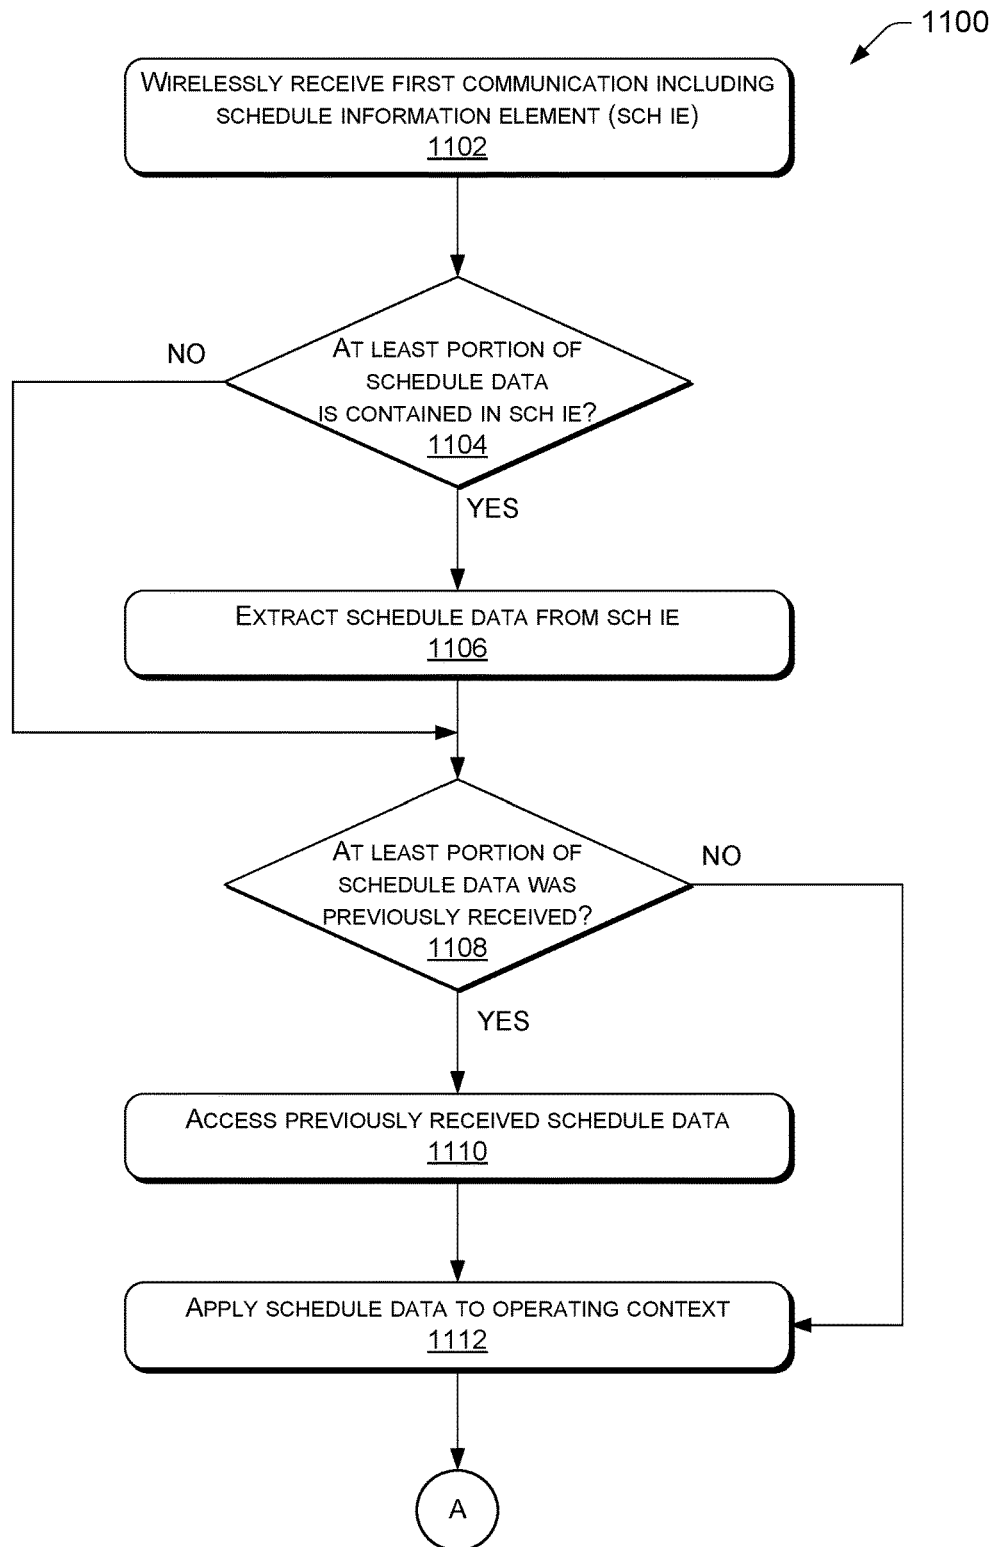 1100
WIRELESSLY RECEIVE FIRST COMMUNICATION INCLUDING
SCHEDULE INFORMATION ELEMENT (SCH IE)
1102
AT LEAST PORTION OF
SCHEDULE DATA
IS CONTAINED IN SCH IE?
1104
NO
YES
EXTRACT SCHEDULE DATA FROM SCH IE
1106
AT LEAST PORTION OF
SCHEDULE DATA WAS
PREVIOUSLY RECEIVED?
1108
NO
YES
ACCESS PREVIOUSLY RECEIVED SCHEDULE DATA
1110
APPLY SCHEDULE DATA TO OPERATING CONTEXT
1112
A